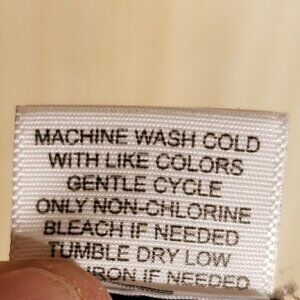 MACHINE WASH COLD
WITH LIKE COLORS
GENTLE CYCLE
ONLY NON-CHLORINE
BLEACH IF NEEDED
TUMBLE DRY LOW
IRON IF NEEDED